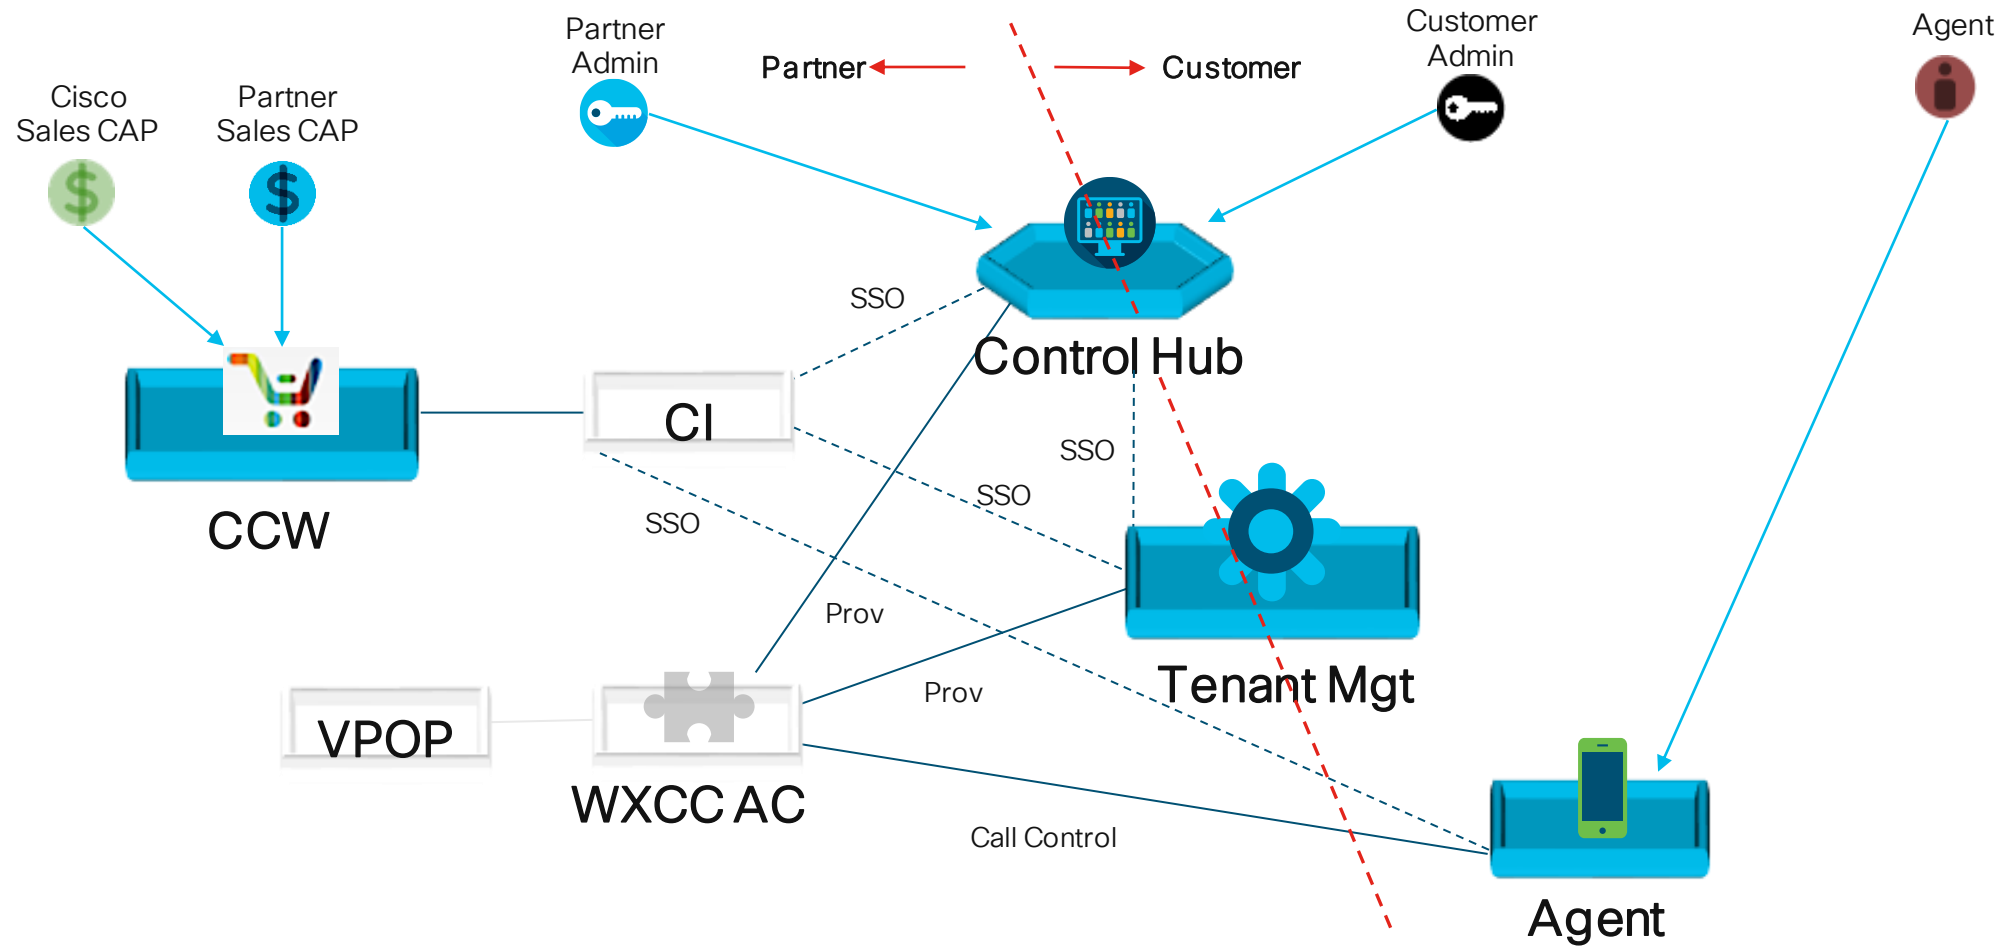 Partner
Admin
Partner
Customer
Customer
Admin
Agent
Cisco
Sales CAP
Partner
Sales CAP
SSO
Control Hub
CI
SSO
SSO
SSO
CCW
Prov
Prov
Tenant Mgt
VPOP
WXCC AC
Call Control
Agent